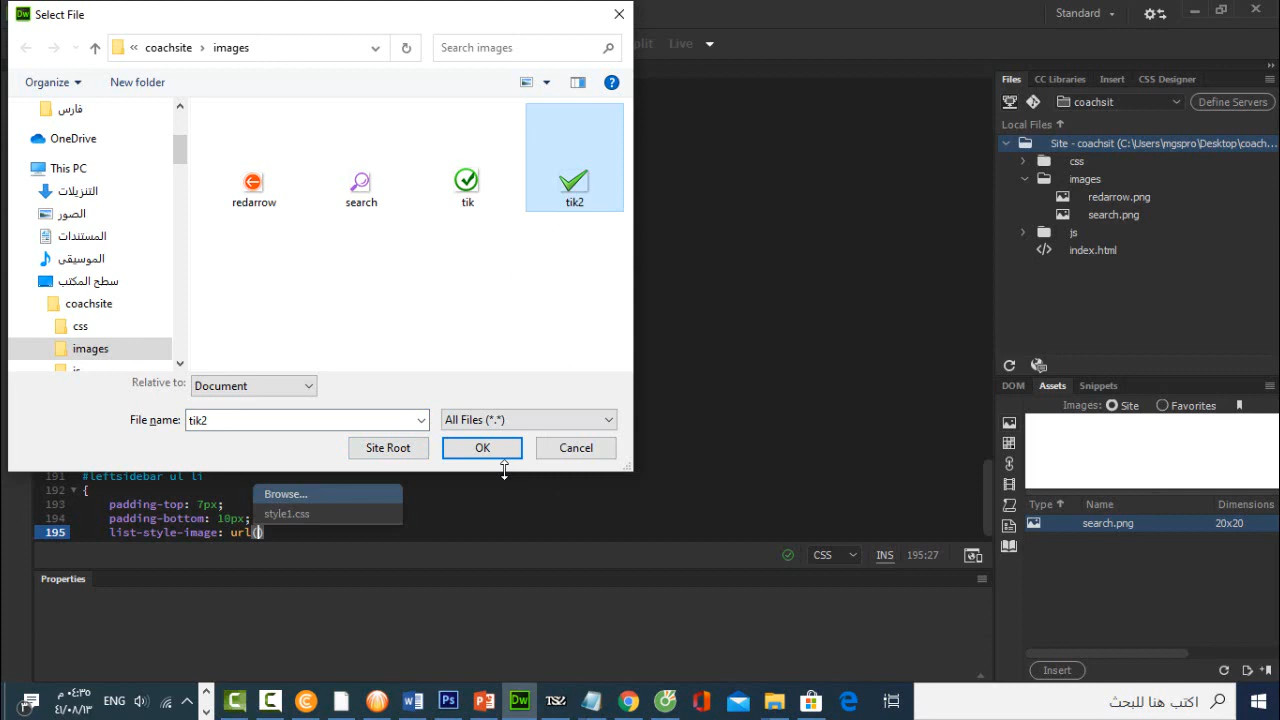 Select File
coachsite
images
Search images
Organize
New folder
فارس
OneDrive
This PC
التنزيلات
الصور
المستندات
الموسيقى
سطح المكتب
coachsite
css
images
redarrow
search
tik
tik2
Relative to:
Document
File name:
tik2
All Files (*.*)
Site Root
OK
Cancel
Live
Standard
Files
CC Libraries
Insert
CSS Designer
coachsit
Define Servers
Local Files
Site - coachsit (C:\Users\mgspro\Desktop\coach...
css
images
redarrow.png
search.png
js
index.html
DOM
Assets
Snippets
Images:
Site
Favorites
Type
Name
Dimensions
search.png
20x20
Insert
191 #leftsidebar ul li
192 {
193 padding-top: 7px;
194 padding-bottom: 10px;
195 list-style-image: url()
Browse...
style1.css
CSS
INS
195:27
Properties
ENG
٠٤:٣٥ م
٤١/٠٨/١٣
اكتب هنا للبحث